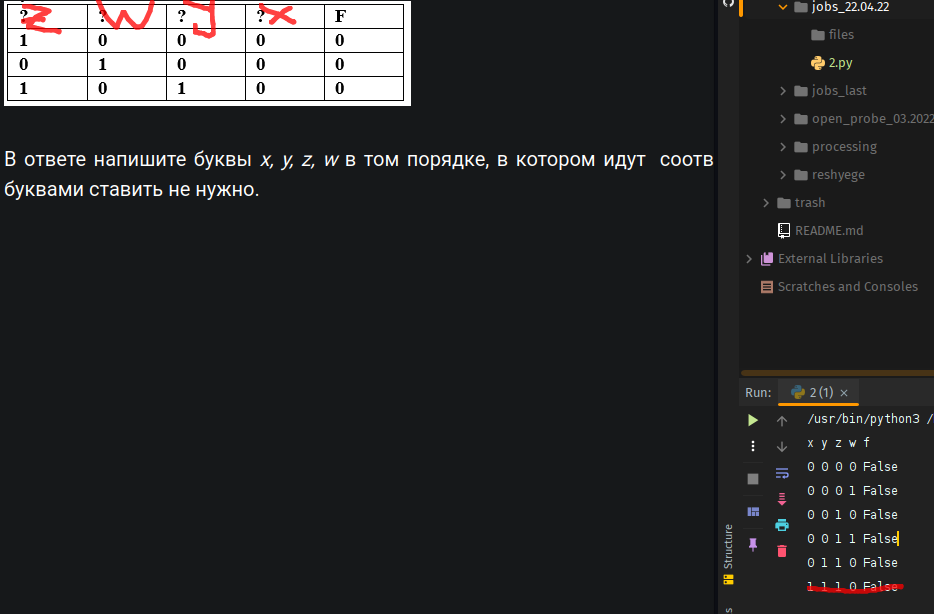 ? ? ? ? F
z w y x
1 0 0 0 0
0 1 0 0 0
1 0 1 0 0
В ответе напишите буквы x, y, z, w в том порядке, в котором идут соотв
буквами ставить не нужно.
jobs_22.04.22
files
2.py
jobs_last
open_probe_03.2022
processing
reshyege
trash
README.md
External Libraries
Scratches and Consoles
Run: 2 (1) ×
/usr/bin/python3 /
x y z w f
0 0 0 0 False
0 0 0 1 False
0 0 1 0 False
0 0 1 1 False
0 1 1 0 False
1 1 1 0 False
Structure